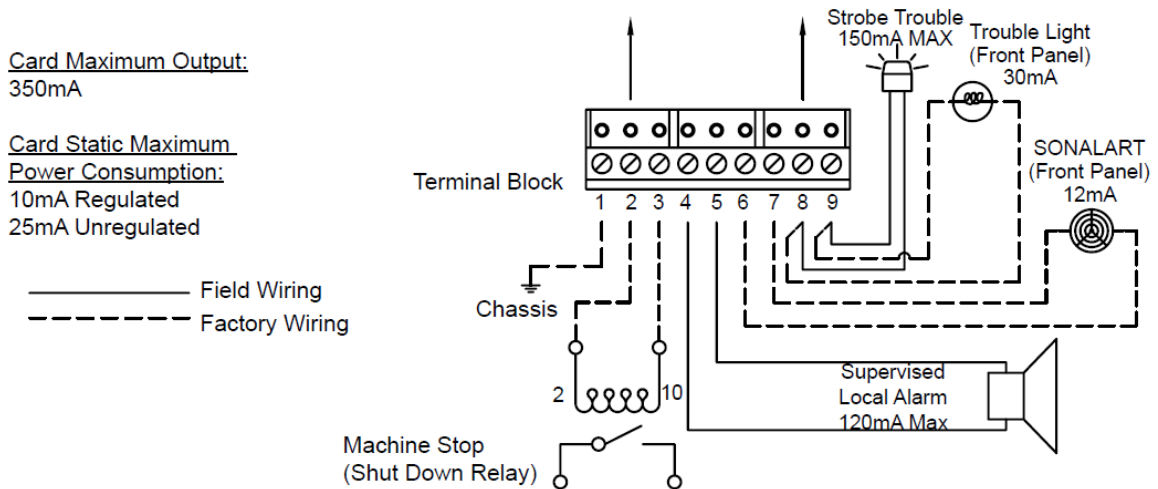 Card Maximum Output:
350mA
Card Static Maximum
Power Consumption:
10mA Regulated
25mA Unregulated
Field Wiring
Factory Wiring
Strobe Trouble
150mA MAX
Trouble Light
(Front Panel)
30mA
SONALART
(Front Panel)
12mA
Terminal Block
1 2 3 4 5 6 7 8 9
Chassis
2 10
Supervised
Local Alarm
120mA Max
Machine Stop
(Shut Down Relay)